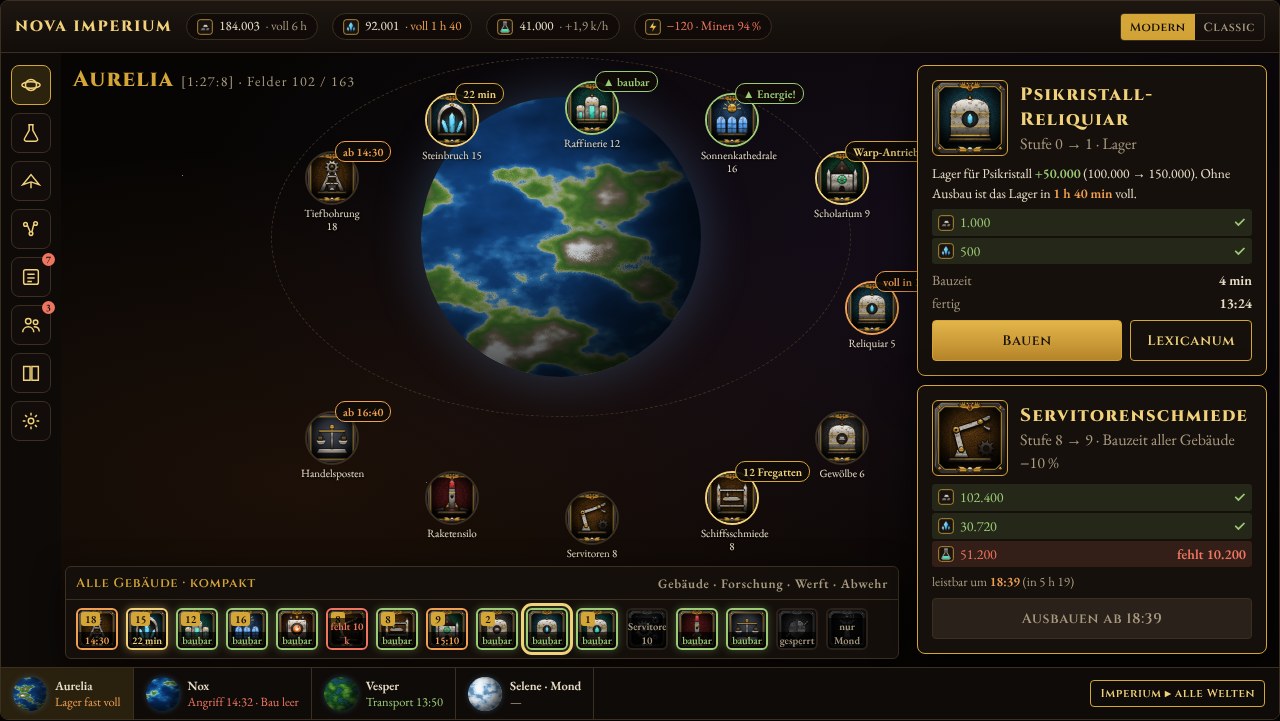 NOVA IMPERIUM
184.003 · voll 6 h
92.001 · voll 1 h 40
41.000 · +1,9 k/h
−120 · Minen 94 %
MODERN
CLASSIC
AURELIA [1:27:8] · Felder 102 / 163
22 min
Steinbruch 15
▲ baubar
Raffinerie 12
▲ Energie!
Sonnenkathedrale
16
ab 14:30
Tiefbohrung
18
Warp-Antrieb
Scholarium 9
voll in
Reliquiar 5
ab 16:40
Handelsposten
Raketensilo
Servitoren 8
12 Fregatten
Schiffsschmiede
8
Gewölbe 6
7
3
PSIKRISTALL-
RELIQUIAR
Stufe 0 → 1 · Lager
Lager für Psikristall +50.000 (100.000 → 150.000). Ohne
Ausbau ist das Lager in 1 h 40 min voll.
1.000
500
Bauzeit 4 min
fertig 13:24
BAUEN
LEXICANUM
SERVITORENSCHMIEDE
Stufe 8 → 9 · Bauzeit aller Gebäude
−10 %
102.400
30.720
51.200 fehlt 10.200
leistbar um 18:39 (in 5 h 19)
AUSBAUEN AB 18:39
ALLE GEBÄUDE · KOMPAKT
Gebäude · Forschung · Werft · Abwehr
18
14:30
15
22 min
12
baubar
16
baubar
baubar
fehlt 10
k
8
baubar
9
15:10
2
baubar
baubar
1
baubar
Servitore
10
baubar
baubar
gesperrt
nur
Mond
Aurelia
Lager fast voll
Nox
Angriff 14:32 · Bau leer
Vesper
Transport 13:50
Selene · Mond
—
IMPERIUM ▸ ALLE WELTEN